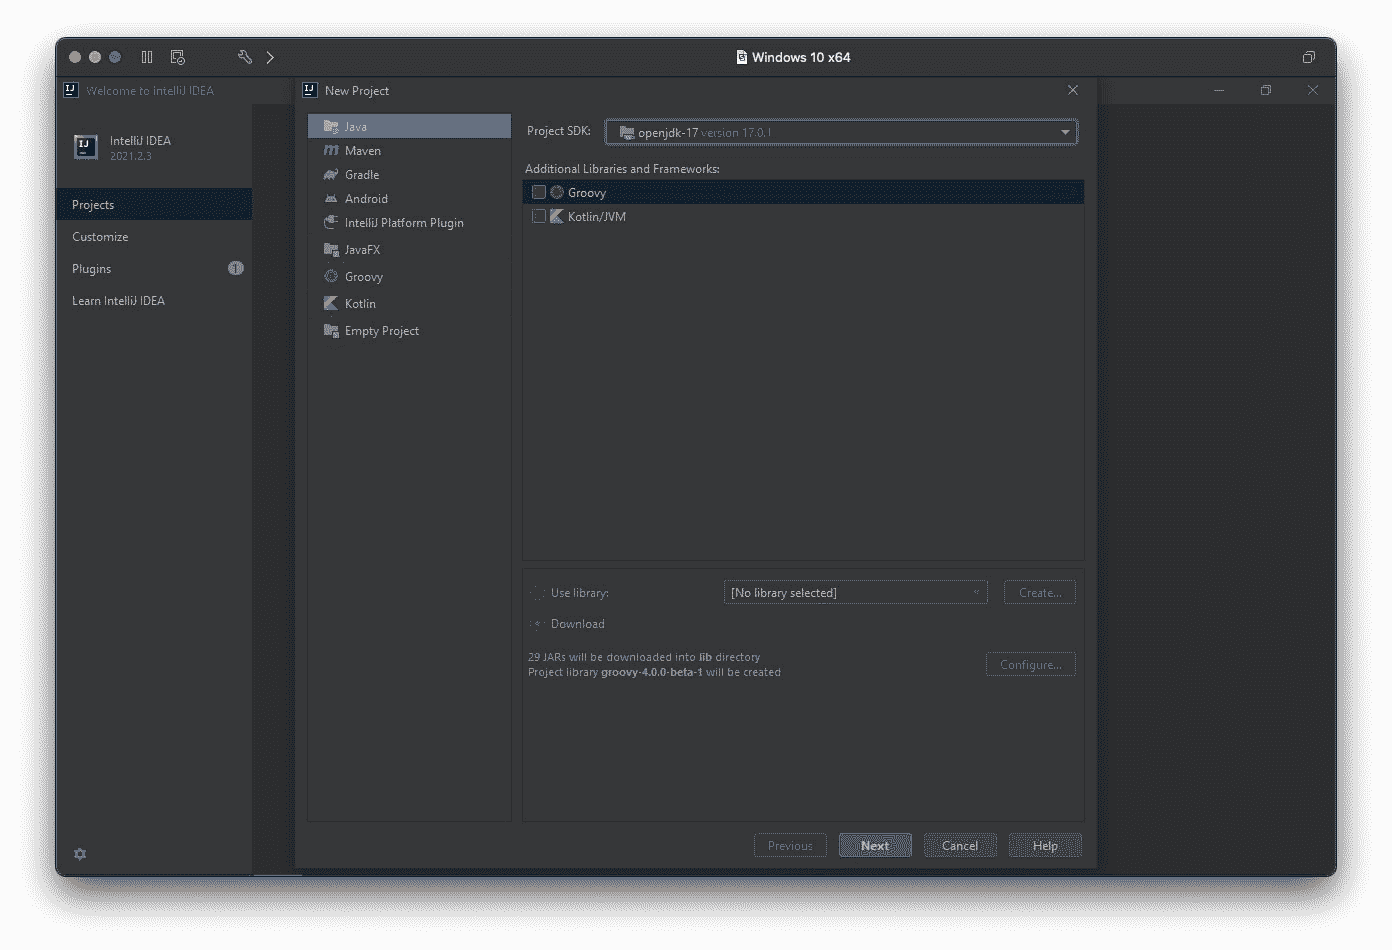 Windows 10 x64
Welcome to IntelliJ IDEA
New Project
IntelliJ IDEA
2021.2.3
Projects
Customize
Plugins
1
Learn IntelliJ IDEA
Java
Maven
Gradle
Android
IntelliJ Platform Plugin
JavaFX
Groovy
Kotlin
Empty Project
Project SDK: openjdk-17 version 17.0.1
Additional Libraries and Frameworks:
Groovy
Kotlin/JVM
Use library: [No library selected] Create...
Download
29 JARs will be downloaded into lib directory
Project library groovy-4.0.0-beta-1 will be created
Configure...
Previous Next Cancel Help